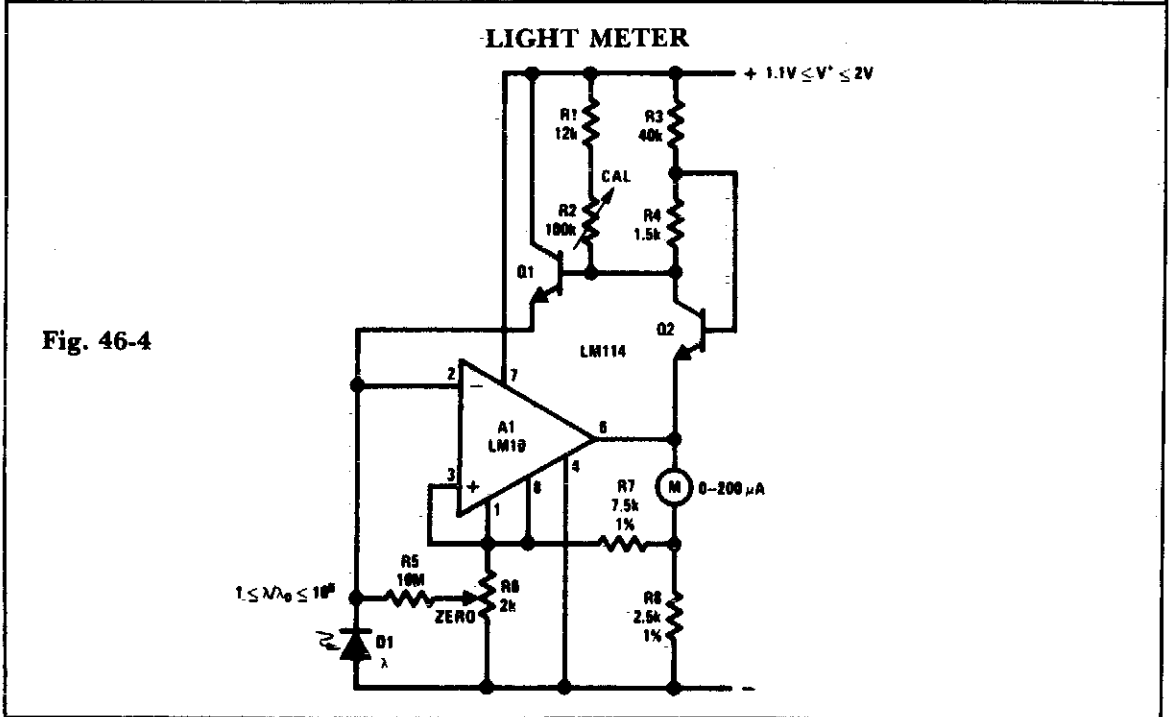 LIGHT METER
+ 1.1V ≤ V⁺ ≤ 2V
R1
12k
R3
40k
CAL
R2
100k
R4
1.5k
Q1
Q2
Fig. 46-4
LM114
2
7
−
A1
LM10
6
3
+
4
8
1
M
0–200 μA
R7
7.5k
1%
R5
10M
R6
2k
1 ≤ λ/λ₀ ≤ 10⁵
ZERO
R8
2.5k
1%
D1
λ
−